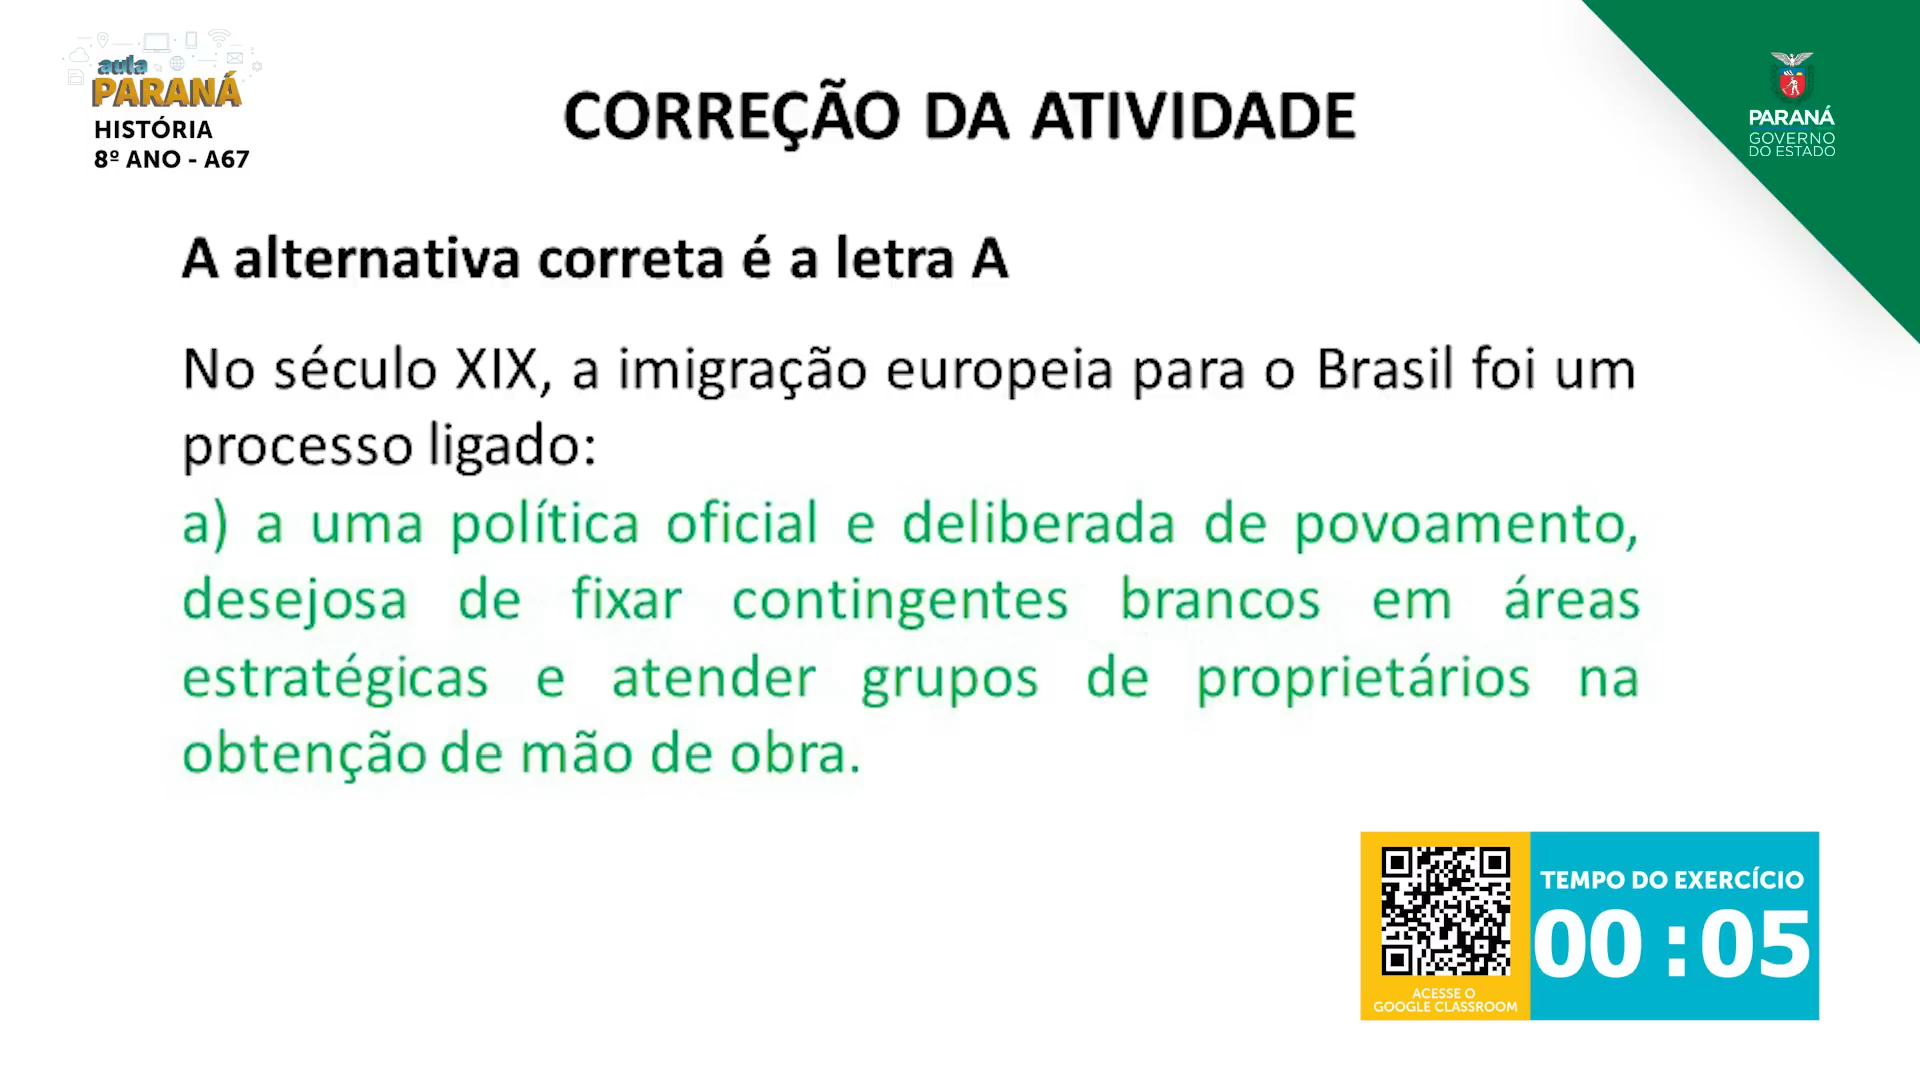 aula
PARANÁ
HISTÓRIA
8º ANO - A67
CORREÇÃO DA ATIVIDADE
PARANÁ
GOVERNO
DO ESTADO
A alternativa correta é a letra A
No século XIX, a imigração europeia para o Brasil foi um
processo ligado:
a) a uma política oficial e deliberada de povoamento,
desejosa de fixar contingentes brancos em áreas
estratégicas e atender grupos de proprietários na
obtenção de mão de obra.
TEMPO DO EXERCÍCIO
00:05
ACESSE O
GOOGLE CLASSROOM